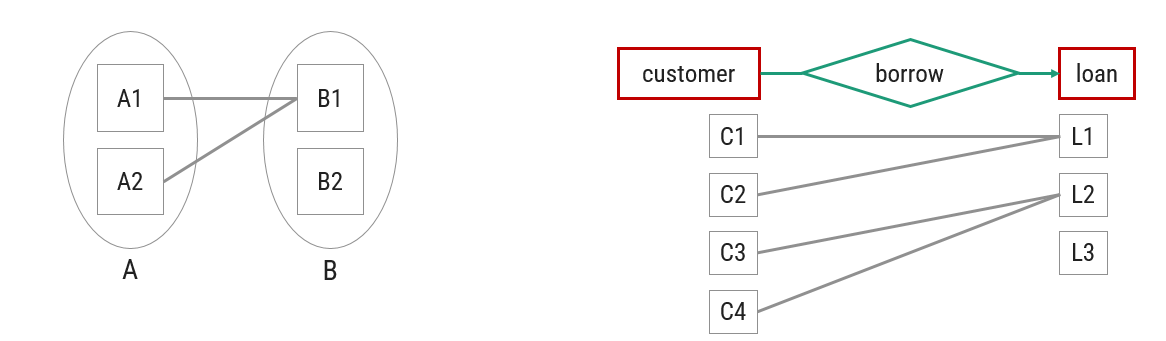 A1
B1
A2
B2
A
B
customer
borrow
loan
C1
L1
C2
L2
C3
L3
C4